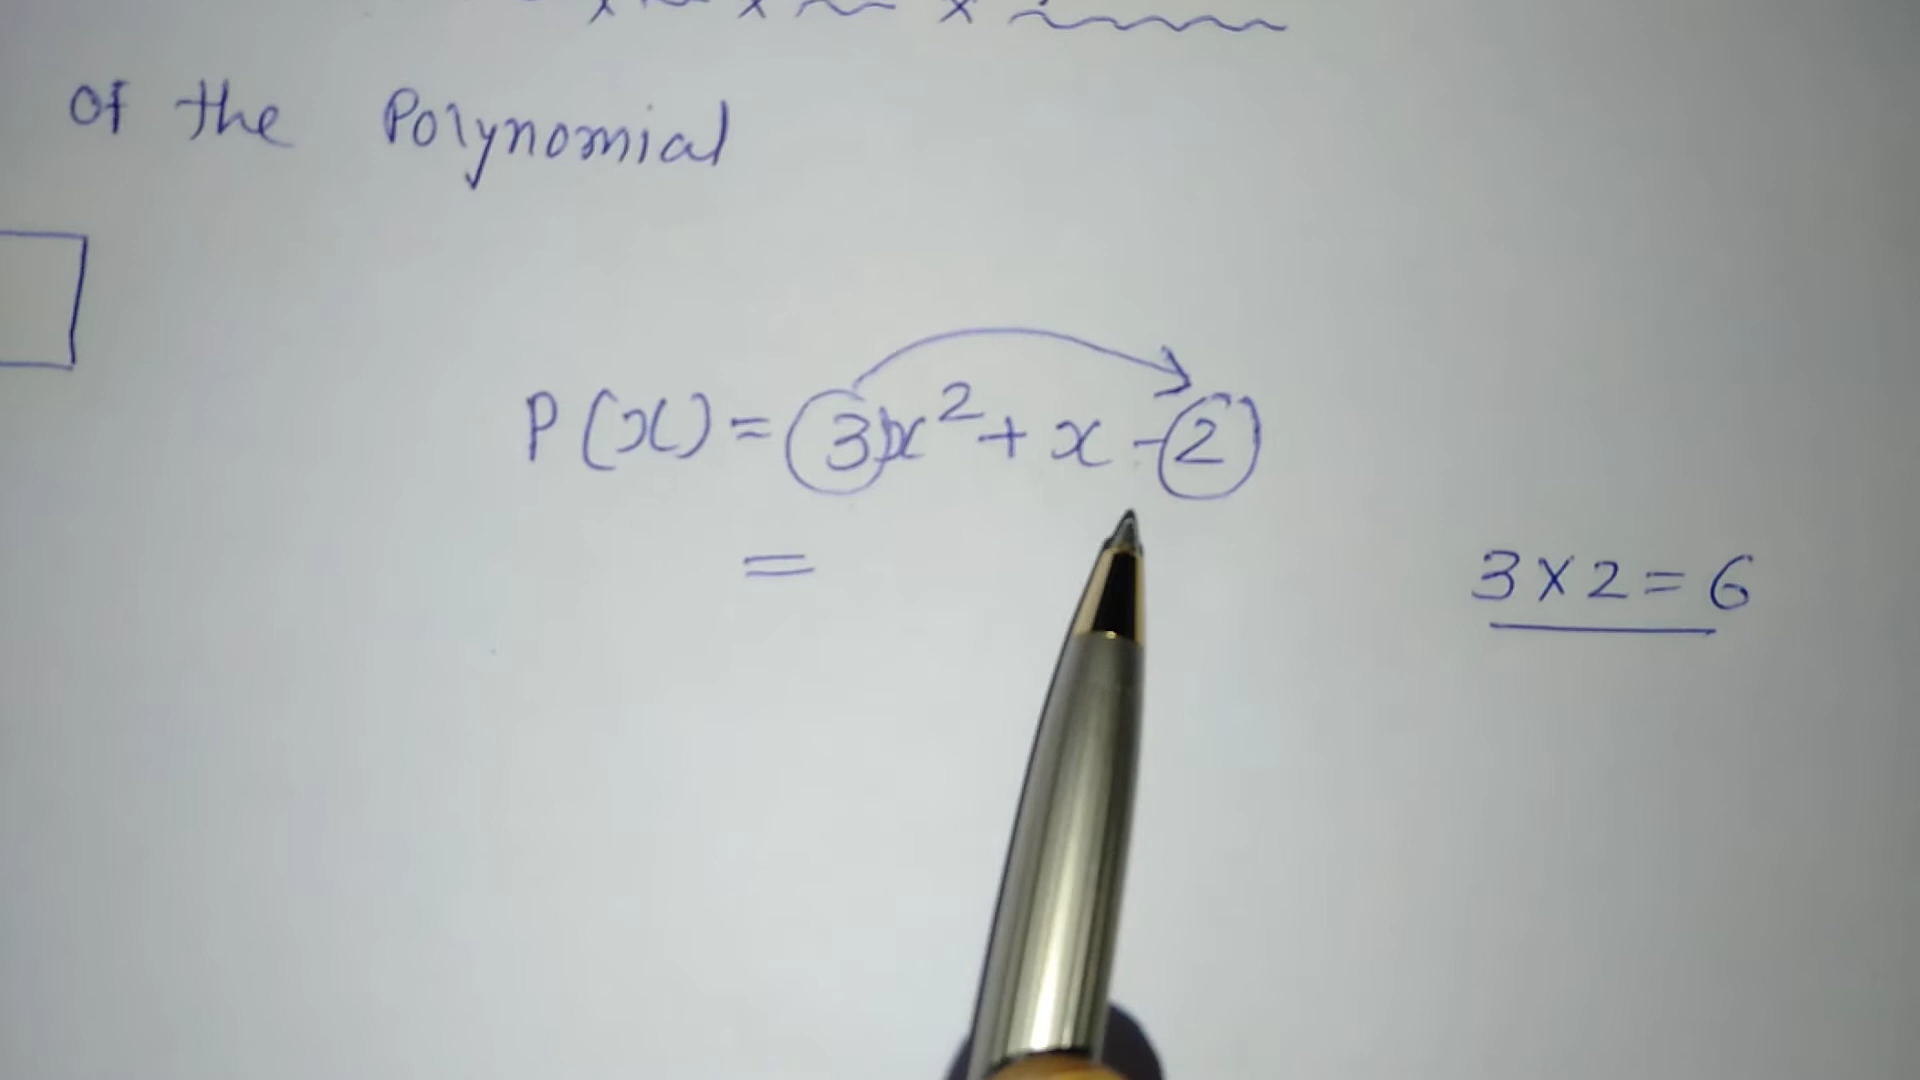 of the Polynomial
P(x) = 3x² + x - 2
=
3 x 2 = 6